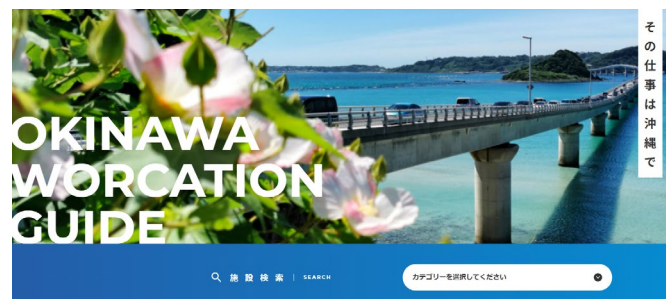 OKINAWA
WORCATION
GUIDE
その仕事は沖縄で
施設検索 | SEARCH
カテゴリーを選択してください